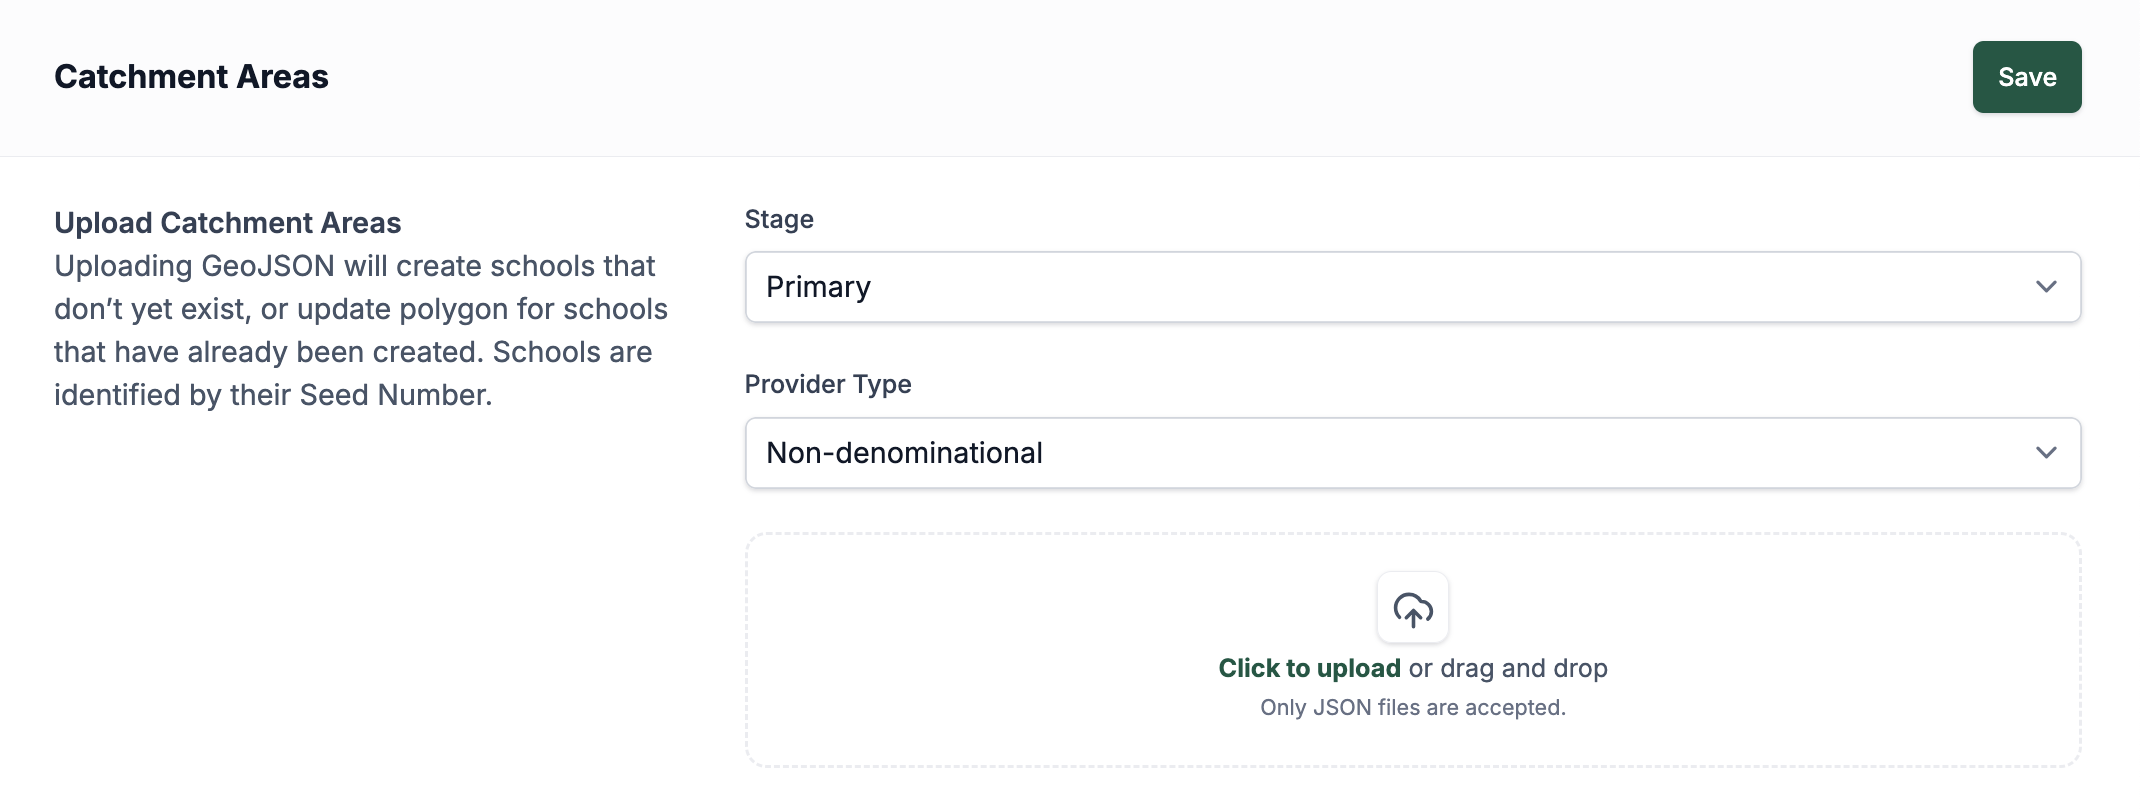 Catchment Areas
Save
Upload Catchment Areas
Uploading GeoJSON will create schools that
don’t yet exist, or update polygon for schools
that have already been created. Schools are
identified by their Seed Number.
Stage
Primary
Provider Type
Non-denominational
Click to upload or drag and drop
Only JSON files are accepted.